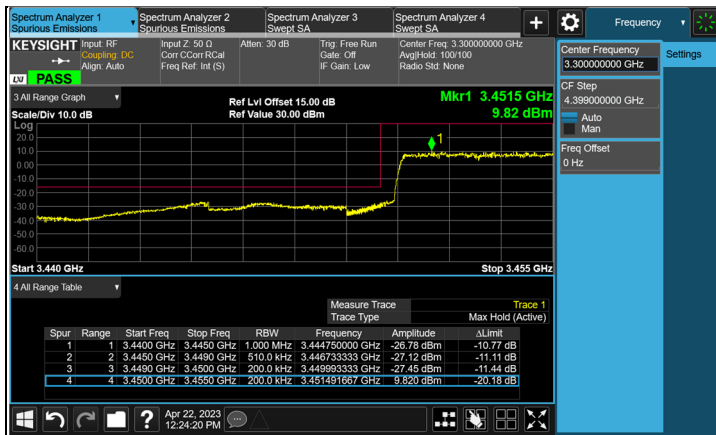 Spectrum Analyzer 1
Spurious Emissions
Spectrum Analyzer 2
Spurious Emissions
Spectrum Analyzer 3
Swept SA
Spectrum Analyzer 4
Swept SA
+
Frequency
KEYSIGHT
Input: RF
Coupling: DC
Align: Auto
Input Z: 50 Ω
Corr CCorr RCal
Freq Ref: Int (S)
Atten: 30 dB
Trig: Free Run
Gate: Off
IF Gain: Low
Center Freq: 3.300000000 GHz
Avg|Hold: 100/100
Radio Std: None
LXI PASS
Center Frequency
3.300000000 GHz
Settings
CF Step
4.399000000 GHz
Auto
Man
Freq Offset
0 Hz
3 All Range Graph
Ref Lvl Offset 15.00 dB
Mkr1 3.4515 GHz
Scale/Div 10.0 dB
Ref Value 30.00 dBm
9.82 dBm
Log
20.0
10.0
0.00
-10.0
-20.0
-30.0
-40.0
-50.0
-60.0
1
Start 3.440 GHz
Stop 3.455 GHz
4 All Range Table
Measure Trace Trace 1
Trace Type Max Hold (Active)
Spur Range Start Freq Stop Freq RBW Frequency Amplitude ΔLimit
1 1 3.4400 GHz 3.4450 GHz 1.000 MHz 3.444750000 GHz -26.78 dBm -10.77 dB
2 2 3.4450 GHz 3.4490 GHz 510.0 kHz 3.446733333 GHz -27.12 dBm -11.11 dB
3 3 3.4490 GHz 3.4500 GHz 200.0 kHz 3.449993333 GHz -27.45 dBm -11.44 dB
4 4 3.4500 GHz 3.4550 GHz 200.0 kHz 3.451491667 GHz 9.820 dBm -20.18 dB
?
Apr 22, 2023
12:24:20 PM